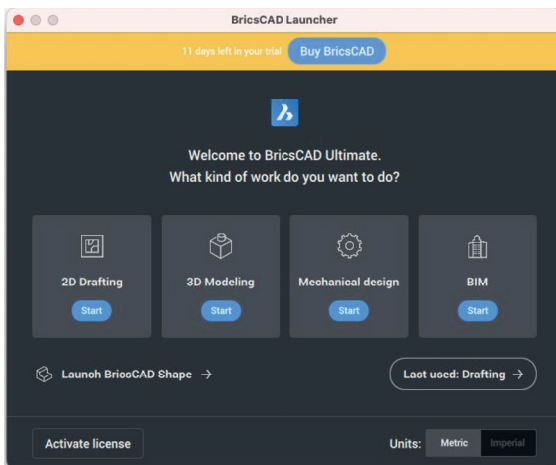 BricsCAD Launcher
11 days left in your trial Buy BricsCAD
Welcome to BricsCAD Ultimate.
What kind of work do you want to do?
2D Drafting 3D Modeling Mechanical design BIM
Start Start Start Start
Launch BricsCAD Shape → Last used: Drafting →
Activate license Units: Metric Imperial